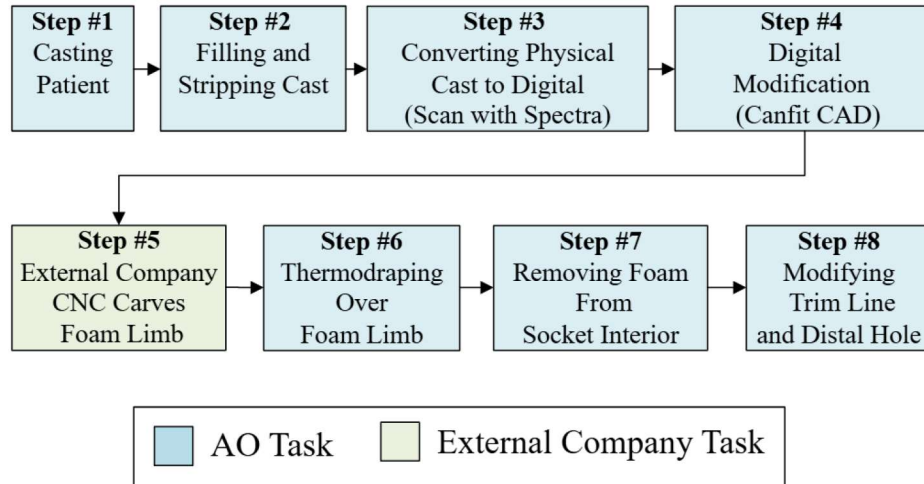 Step #1
Casting
Patient
Step #2
Filling and
Stripping Cast
Step #3
Converting Physical
Cast to Digital
(Scan with Spectra)
Step #4
Digital
Modification
(Canfit CAD)
Step #5
External Company
CNC Carves
Foam Limb
Step #6
Thermodraping
Over
Foam Limb
Step #7
Removing Foam
From
Socket Interior
Step #8
Modifying
Trim Line
and Distal Hole
AO Task
External Company Task